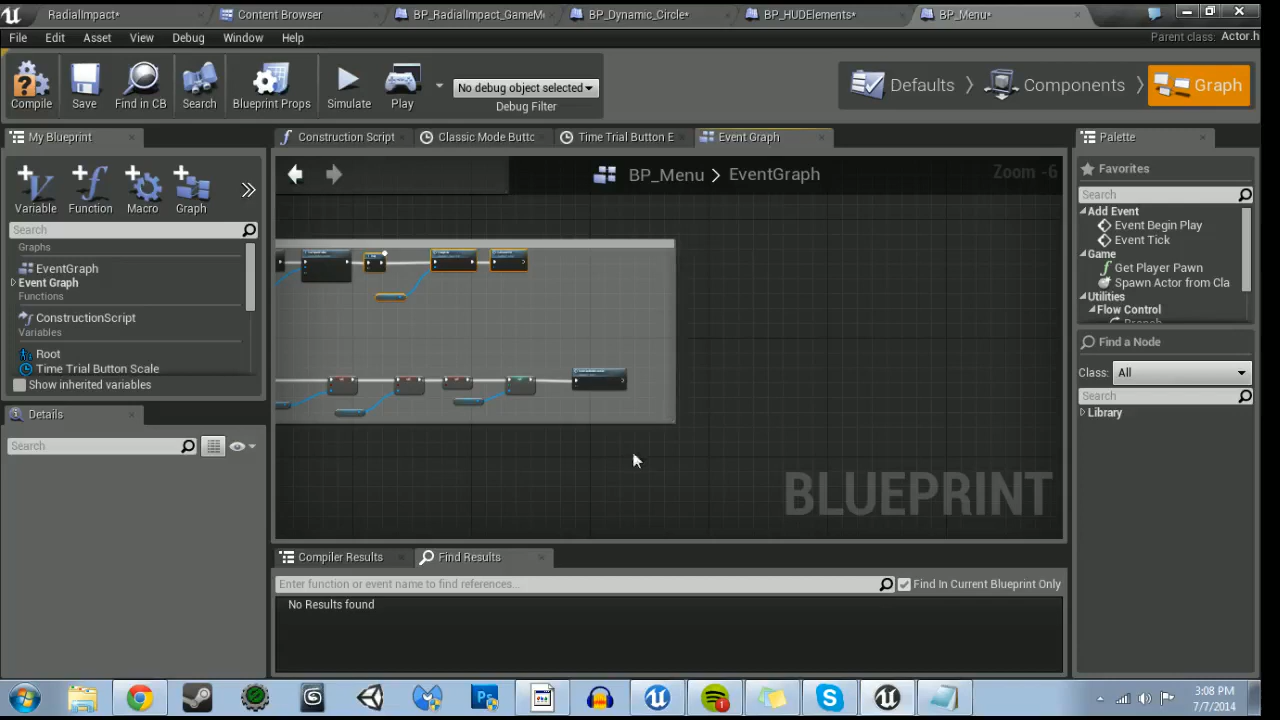 RadialImpact*
Content Browser
BP_RadialImpact_GameMo
BP_Dynamic_Circle*
BP_HUDElements*
BP_Menu*
File
Edit
Asset
View
Debug
Window
Help
Parent class: Actor.h
Compile
Save
Find in CB
Search
Blueprint Props
Simulate
Play
No debug object selected
Debug Filter
Defaults
Components
Graph
My Blueprint
Construction Script
Classic Mode Buttc
Time Trial Button E
Event Graph
Palette
Variable
Function
Macro
Graph
BP_Menu > EventGraph
Zoom -6
Favorites
Search
Add Event
Event Begin Play
Event Tick
Game
Get Player Pawn
Spawn Actor from Cla
Utilities
Flow Control
Search
Graphs
EventGraph
Event Graph
Functions
ConstructionScript
Variables
Root
Time Trial Button Scale
Show inherited variables
Find a Node
Class: All
Search
Library
Details
Search
BLUEPRINT
Compiler Results
Find Results
Enter function or event name to find references...
Find In Current Blueprint Only
No Results found
3:08 PM
7/7/2014